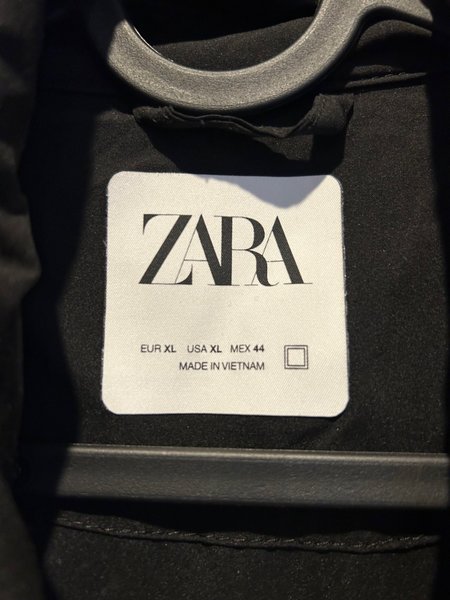 ZARA
EUR XL USA XL MEX 44
MADE IN VIETNAM